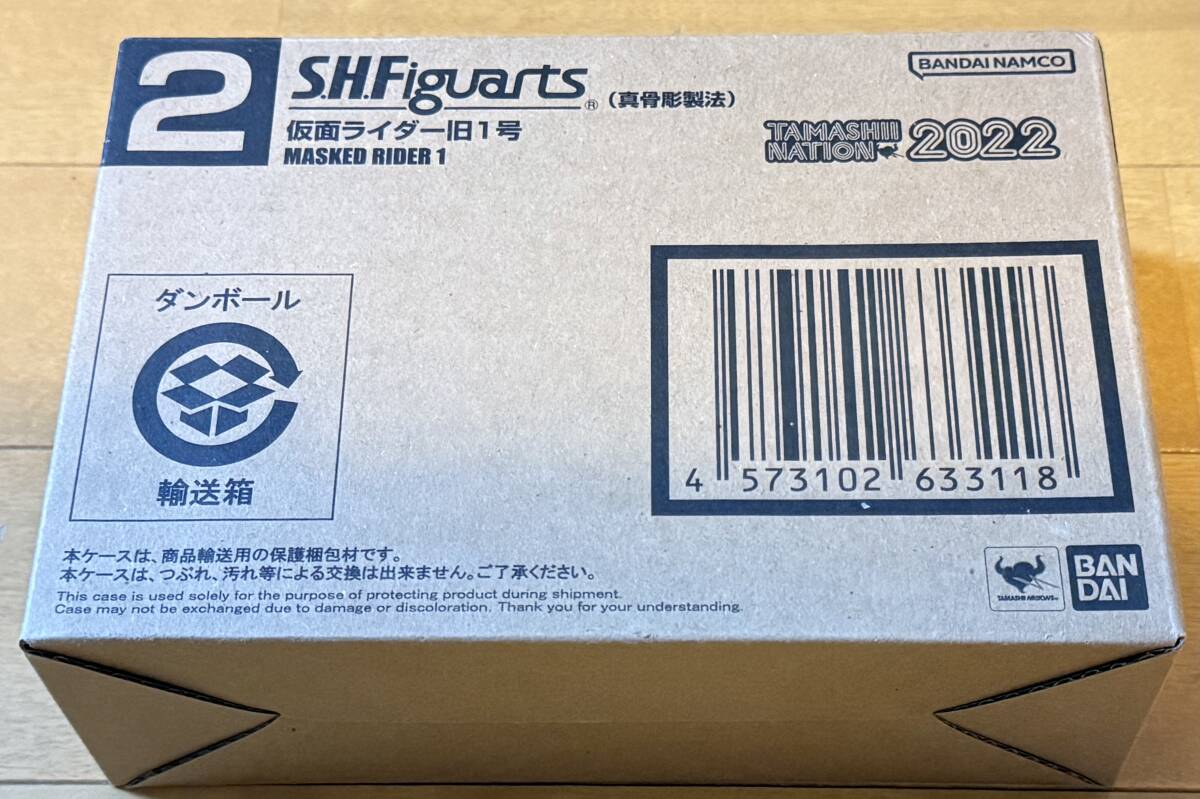 2
S.H.Figuarts® (真骨彫製法)
仮面ライダー旧1号
MASKED RIDER 1
BANDAI NAMCO
TAMASHII NATION 2022
ダンボール
輸送箱
4 573102 633118
本ケースは、商品輸送用の保護梱包材です。
本ケースは、つぶれ、汚れ等による交換は出来ません。ご了承ください。
This case is used solely for the purpose of protecting product during shipment.
Case may not be exchanged due to damage or discoloration. Thank you for your understanding.
TAMASHII NATIONS™
BAN
DAI